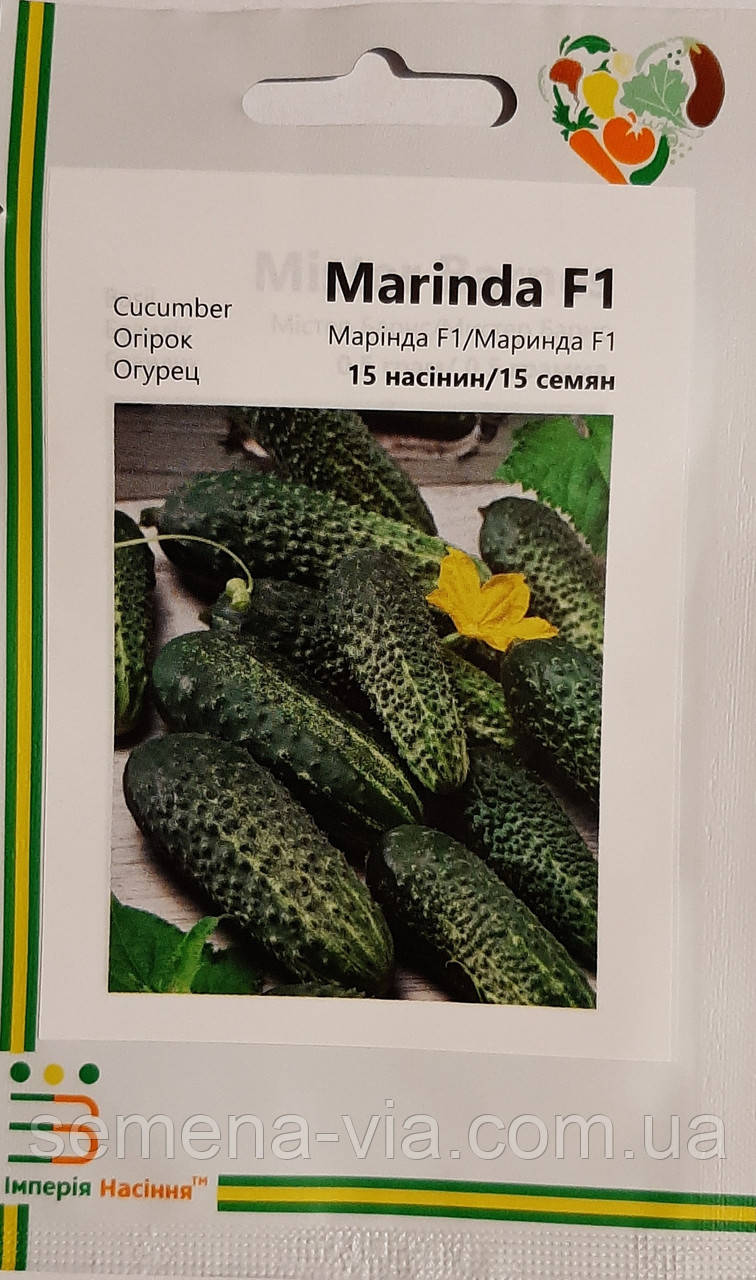 Marinda F1
Cucumber
Огірок
Огурец
Марінда F1/Маринда F1
15 насінин/15 семян
semena-via.com.ua
Імперія Насіння™